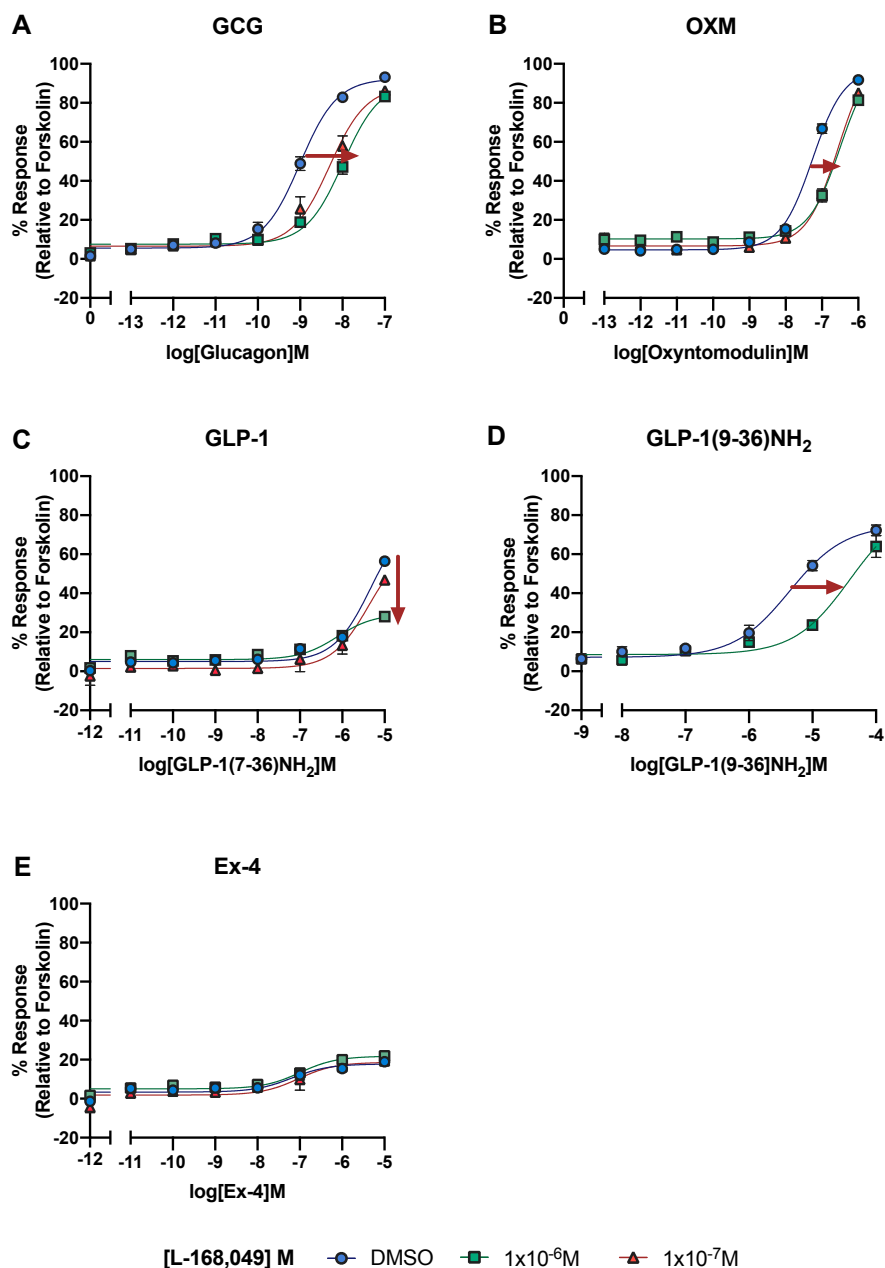 A
GCG
% Response
(Relative to Forskolin)
100
80
60
40
20
0
-20
0 -13 -12 -11 -10 -9 -8 -7
log[Glucagon]M
B
OXM
% Response
(Relative to Forskolin)
100
80
60
40
20
0
-20
0 -13 -12 -11 -10 -9 -8 -7 -6
log[Oxyntomodulin]M
C
GLP-1
% Response
(Relative to Forskolin)
100
80
60
40
20
0
-20
-12 -11 -10 -9 -8 -7 -6 -5
log[GLP-1(7-36)NH₂]M
D
GLP-1(9-36)NH₂
% Response
(Relative to Forskolin)
100
80
60
40
20
0
-20
-9 -8 -7 -6 -5 -4
log[GLP-1(9-36]NH₂]M
E
Ex-4
% Response
(Relative to Forskolin)
100
80
60
40
20
0
-20
-12 -11 -10 -9 -8 -7 -6 -5
log[Ex-4]M
[L-168,049] M DMSO 1x10⁻⁶M 1x10⁻⁷M